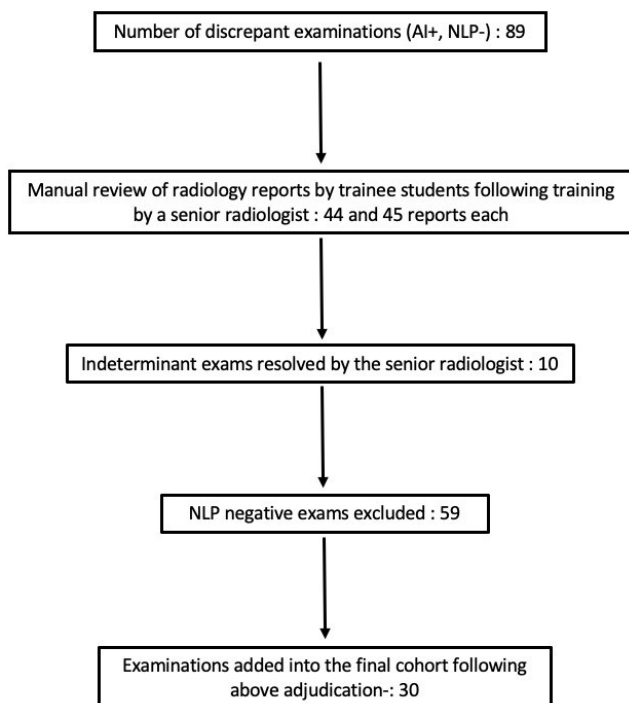 Number of discrepant examinations (AI+, NLP-) : 89
Manual review of radiology reports by trainee students following training
by a senior radiologist : 44 and 45 reports each
Indeterminant exams resolved by the senior radiologist : 10
NLP negative exams excluded : 59
Examinations added into the final cohort following
above adjudication-: 30